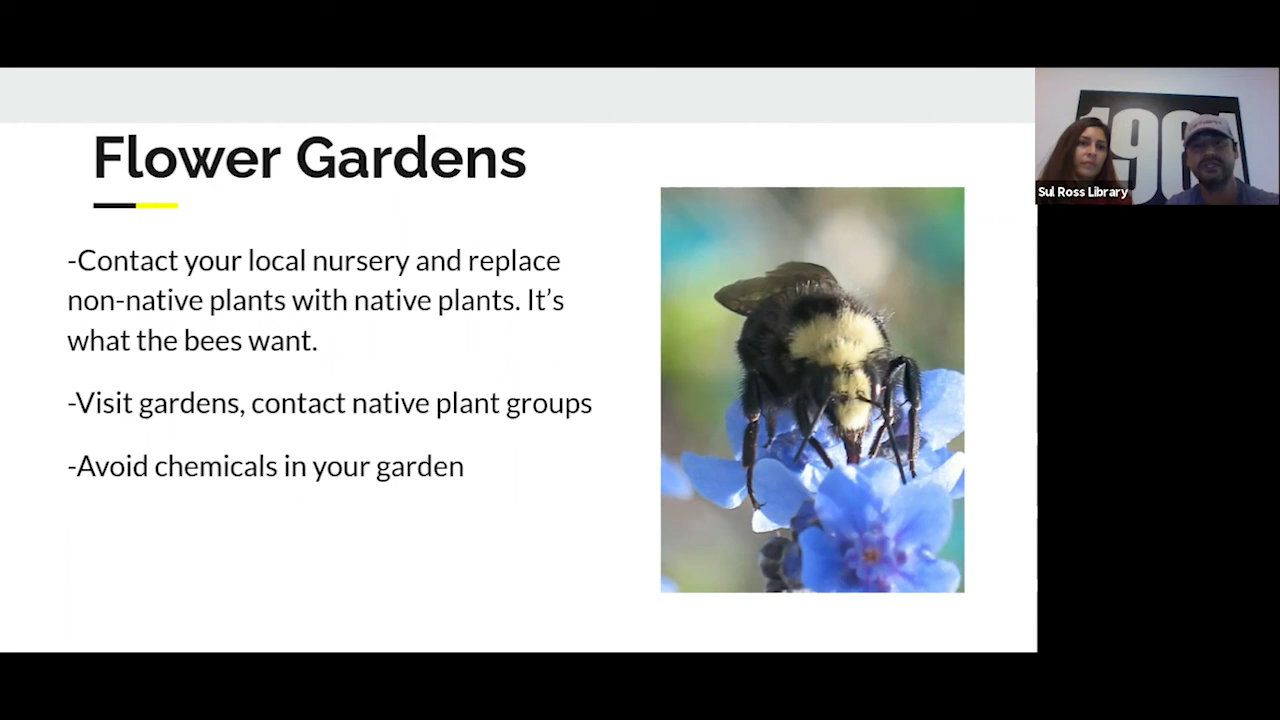 Flower Gardens
-Contact your local nursery and replace
non-native plants with native plants. It’s
what the bees want.
-Visit gardens, contact native plant groups
-Avoid chemicals in your garden
Sul Ross Library